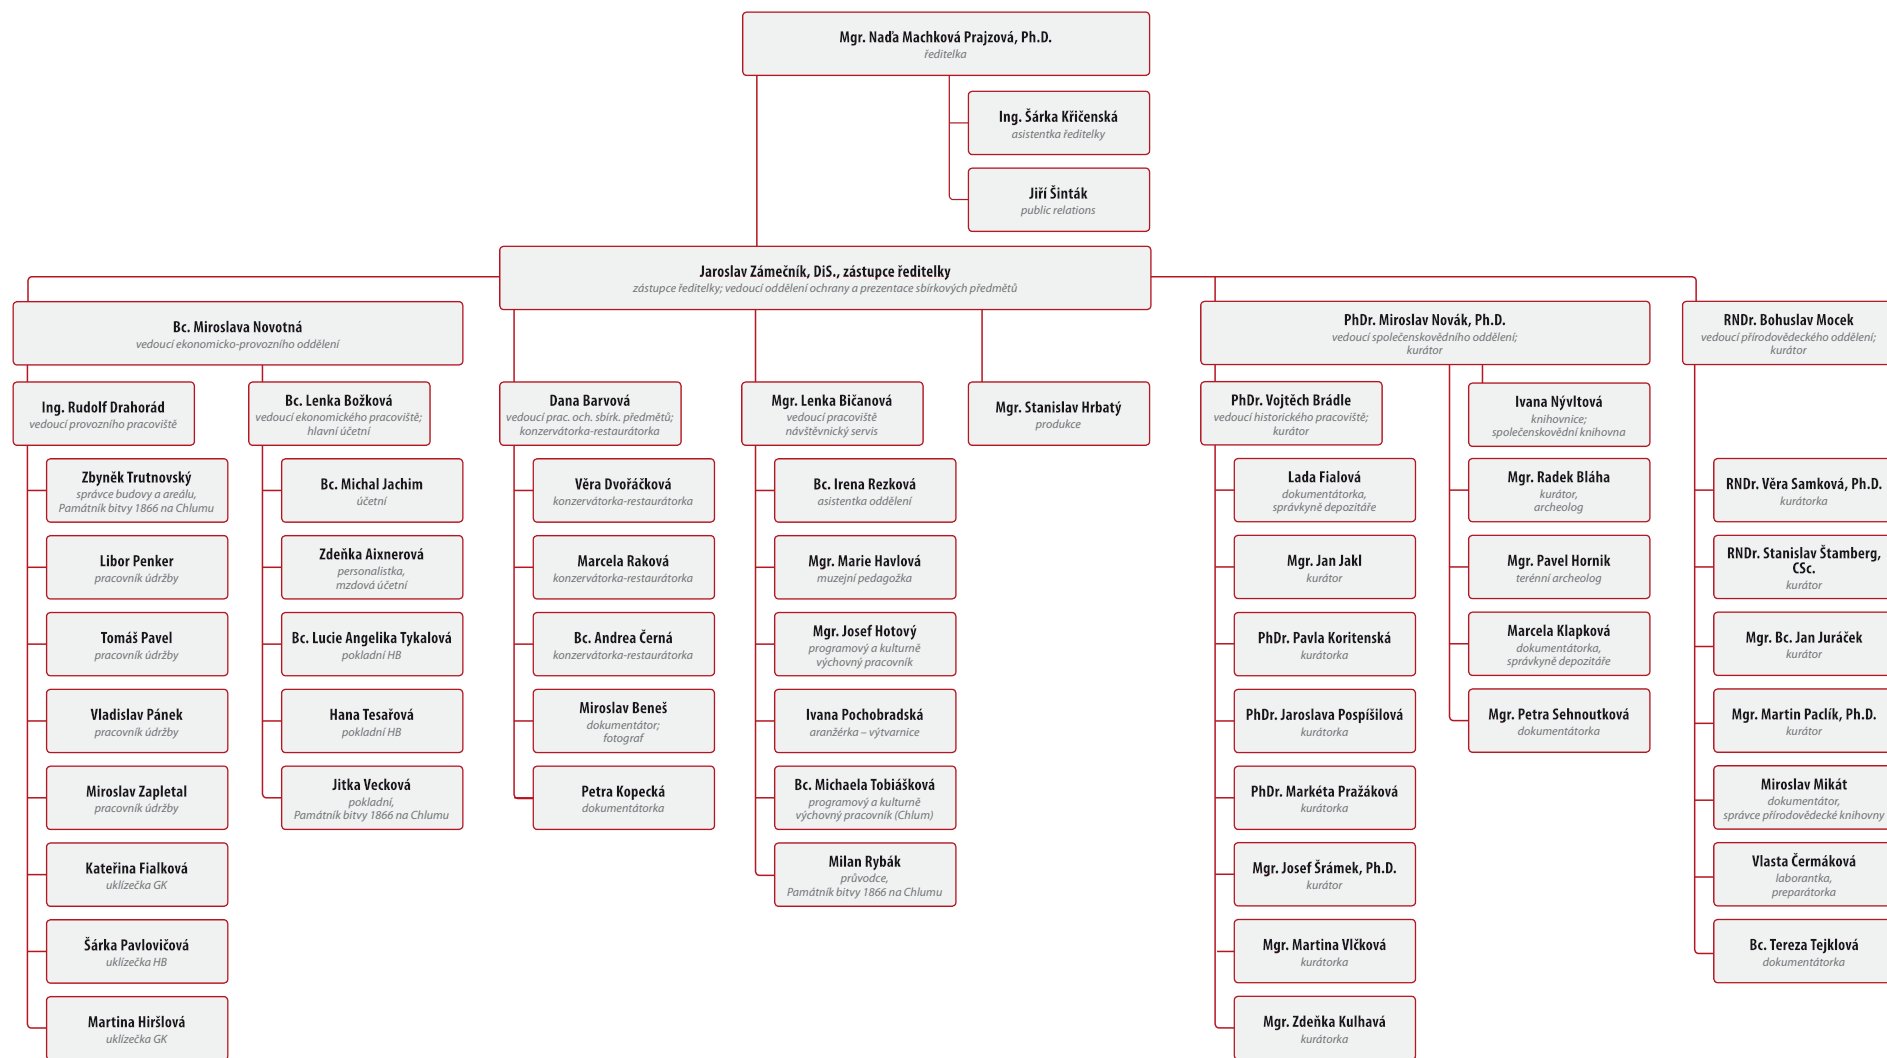 Mgr. Naďa Machková Prajzová, Ph.D.
ředitelka
Ing. Šárka Křičenská
asistentka ředitelky
Jiří Šinták
public relations
Jaroslav Zámečník, DiS., zástupce ředitelky
zástupce ředitelky; vedoucí oddělení ochrany a prezentace sbírkových předmětů
Bc. Miroslava Novotná
vedoucí ekonomicko-provozního oddělení
Ing. Rudolf Drahorád
vedoucí provozního pracoviště
Zbyněk Trutnovský
správce budovy a areálu,
Památník bitvy 1866 na Chlumu
Libor Penker
pracovník údržby
Tomáš Pavel
pracovník údržby
Vladislav Pánek
pracovník údržby
Miroslav Zapletal
pracovník údržby
Kateřina Fialková
uklízečka GK
Šárka Pavlovičová
uklízečka HB
Martina Hiršlová
uklízečka GK
Bc. Lenka Božková
vedoucí ekonomického pracoviště;
hlavní účetní
Bc. Michal Jachim
účetní
Zdeňka Aixnerová
personalistka,
mzdová účetní
Bc. Lucie Angelika Tykalová
pokladní HB
Hana Tesařová
pokladní HB
Jitka Vecková
pokladní,
Památník bitvy 1866 na Chlumu
Dana Barvová
vedoucí prac. och. sbírk. předmětů;
konzervátorka-restaurátorka
Věra Dvořáčková
konzervátorka-restaurátorka
Marcela Raková
konzervátorka-restaurátorka
Bc. Andrea Černá
konzervátorka-restaurátorka
Miroslav Beneš
dokumentátor;
fotograf
Petra Kopecká
dokumentátorka
Mgr. Lenka Bičanová
vedoucí pracoviště
návštěvnický servis
Bc. Irena Rezková
asistentka oddělení
Mgr. Marie Havlová
muzejní pedagožka
Mgr. Josef Hotový
programový a kulturně
výchovný pracovník
Ivana Pochobradská
aranžérka – výtvarnice
Bc. Michaela Tobiášková
programový a kulturně
výchovný pracovník (Chlum)
Milan Rybák
průvodce,
Památník bitvy 1866 na Chlumu
Mgr. Stanislav Hrbatý
produkce
PhDr. Miroslav Novák, Ph.D.
vedoucí společenskovědního oddělení;
kurátor
PhDr. Vojtěch Brádle
vedoucí historického pracoviště;
kurátor
Lada Fialová
dokumentátorka,
správkyně depozitáře
Mgr. Jan Jakl
kurátor
PhDr. Pavla Koritenská
kurátorka
PhDr. Jaroslava Pospíšilová
kurátorka
PhDr. Markéta Pražáková
kurátorka
Mgr. Josef Šrámek, Ph.D.
kurátor
Mgr. Martina Vlčková
kurátorka
Mgr. Zdeňka Kulhavá
kurátorka
Ivana Nývltová
knihovnice;
společenskovědní knihovna
Mgr. Radek Bláha
kurátor,
archeolog
Mgr. Pavel Horník
terénní archeolog
Marcela Klapková
dokumentátorka,
správkyně depozitáře
Mgr. Petra Sehnoutková
dokumentátorka
RNDr. Bohuslav Mocek
vedoucí přírodovědeckého oddělení;
kurátor
RNDr. Věra Samková, Ph.D.
kurátorka
RNDr. Stanislav Štamberg,
CSc.
kurátor
Mgr. Bc. Jan Juráček
kurátor
Mgr. Martin Paclík, Ph.D.
kurátor
Miroslav Mikát
dokumentátor,
správce přírodovědecké knihovny
Vlasta Čermáková
laborantka,
preparátorka
Bc. Tereza Tejklová
dokumentátorka